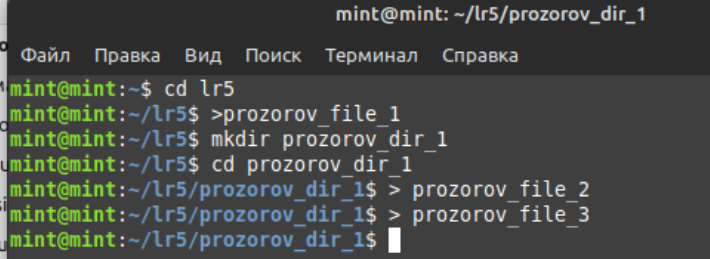 mint@mint: ~/lr5/prozorov_dir_1
Файл Правка Вид Поиск Терминал Справка
mint@mint:~$ cd lr5
mint@mint:~/lr5$ >prozorov_file_1
mint@mint:~/lr5$ mkdir prozorov_dir_1
mint@mint:~/lr5$ cd prozorov_dir_1
mint@mint:~/lr5/prozorov_dir_1$ > prozorov_file_2
mint@mint:~/lr5/prozorov_dir_1$ > prozorov_file_3
mint@mint:~/lr5/prozorov_dir_1$